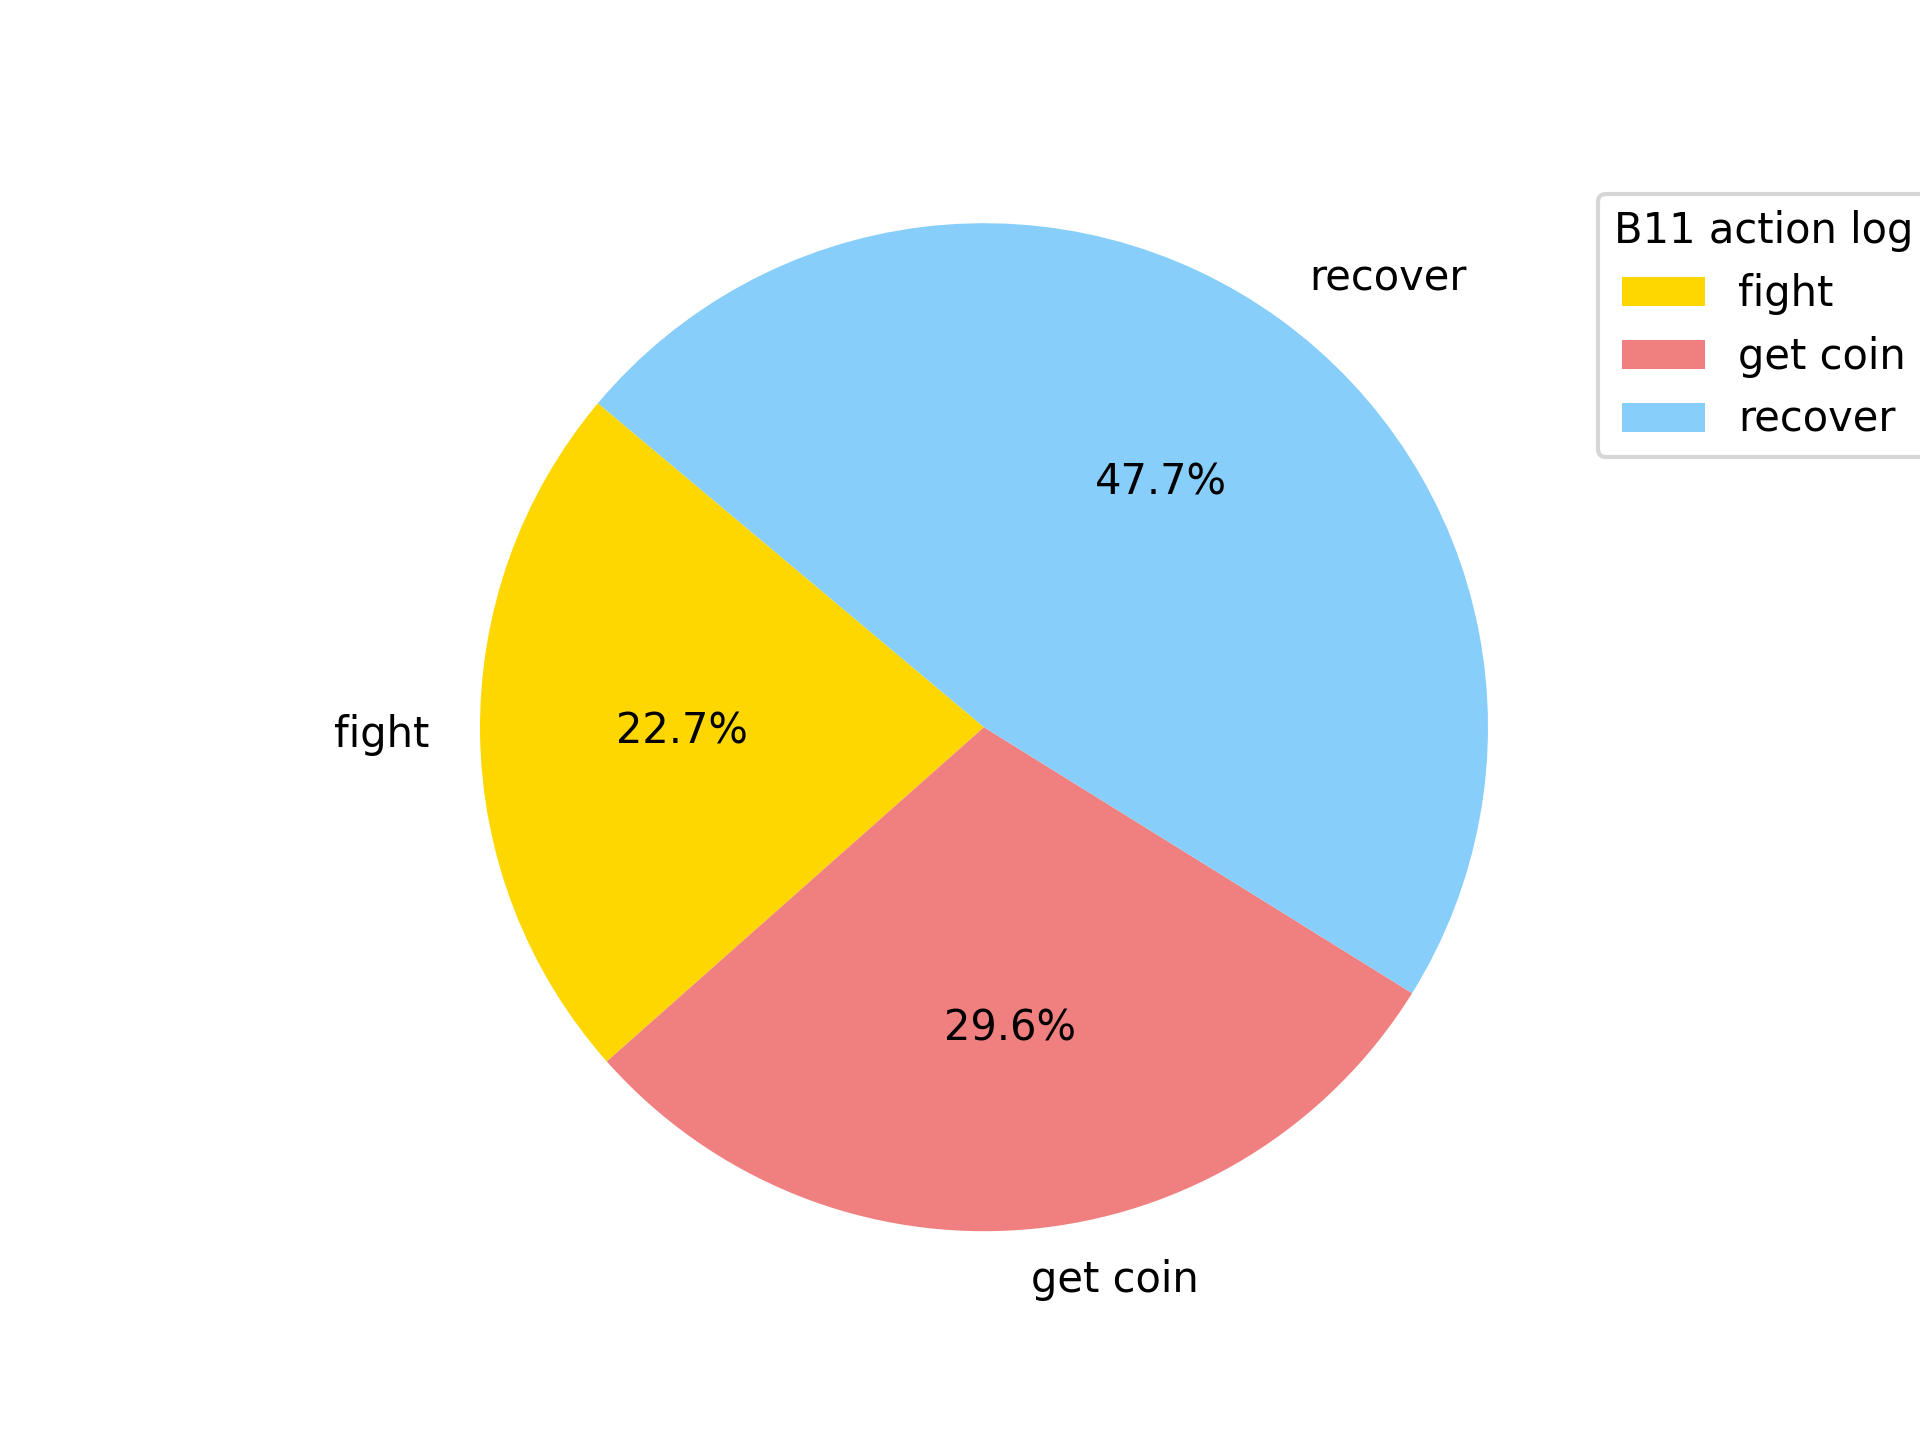 recover
B11 action log
fight
get coin
recover
47.7%
fight
22.7%
29.6%
get coin